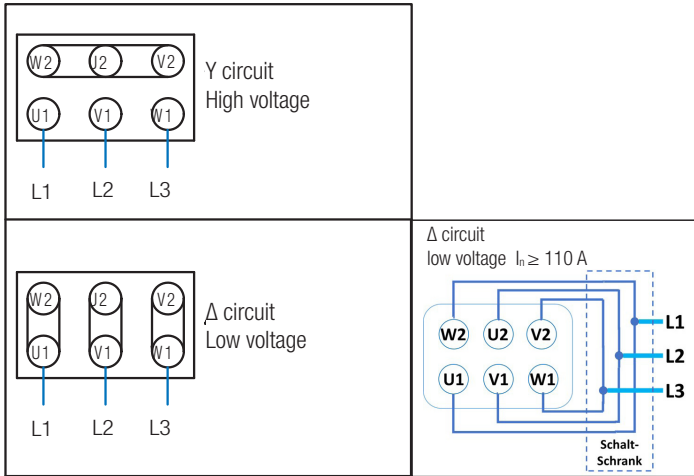 W2 U2 V2
Y circuit
High voltage
U1 V1 W1
L1 L2 L3
W2 U2 V2
Δ circuit
Low voltage
U1 V1 W1
L1 L2 L3
Δ circuit
low voltage Iₙ ≥ 110 A
W2 U2 V2
U1 V1 W1
L1
L2
L3
Schalt-
Schrank